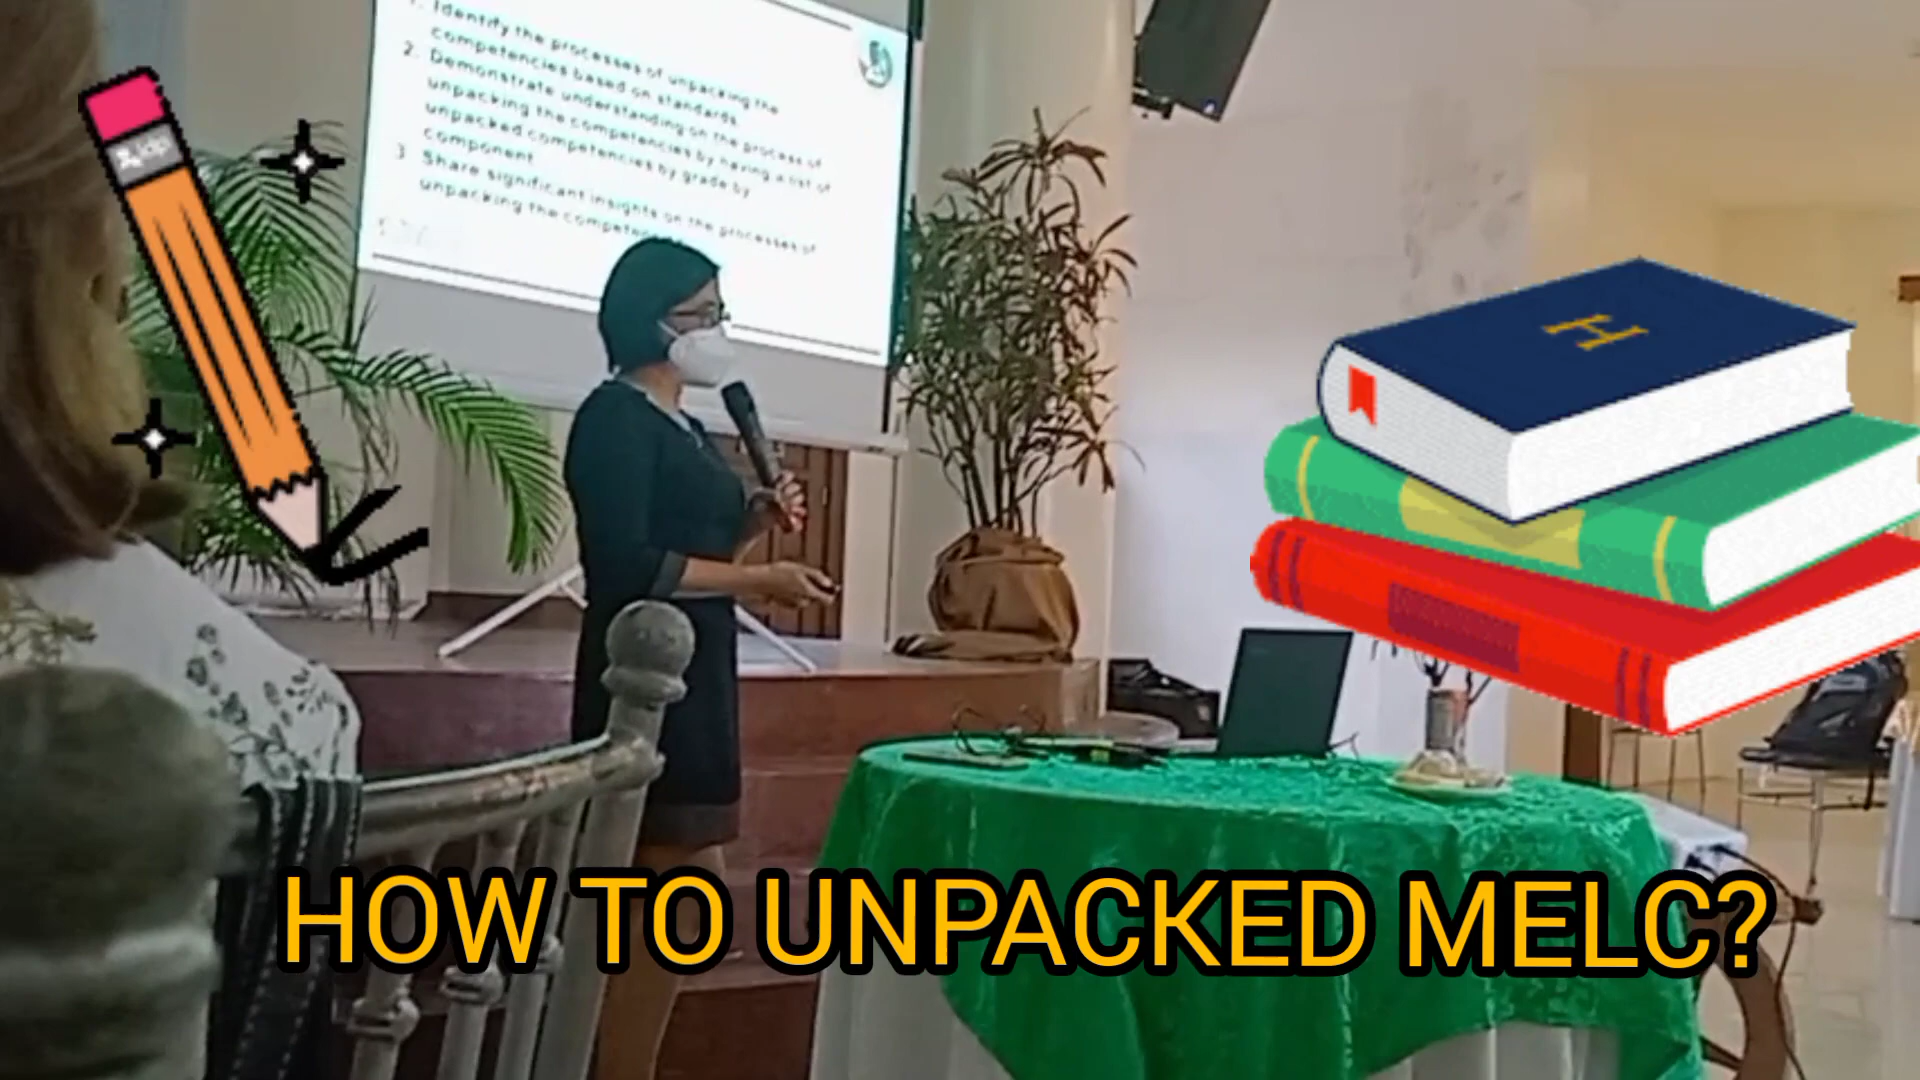 1. Identify the processes of unpacking the
competencies based on standards.
2. Demonstrate understanding on the process of
unpacking the competencies by having a list of
unpacked competencies by grade by
component.
3 Share significant insights on the processes of
unpacking the
H
HOW TO UNPACKED MELC?